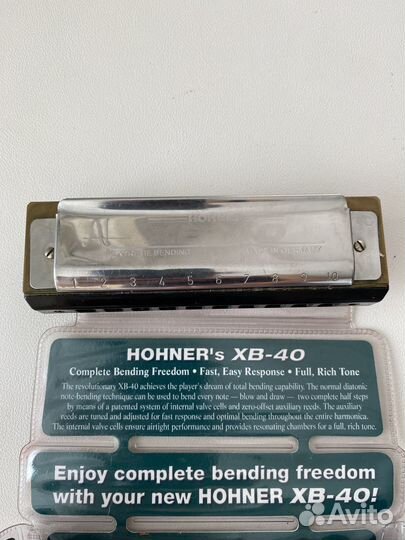 HOHNER
BENDING
1 2 3 4 5 6 7 8 9 10
HOHNER's XB-40
Complete Bending Freedom • Fast, Easy Response • Full, Rich Tone
The revolutionary XB-40 achieves the player's dream of total bending capability. The normal diatonic
note-bending technique can be used to bend every note — blow and draw — two complete half steps
by means of a patented system of internal valve cells and zero-offset auxiliary reeds. The auxiliary
reeds are tuned and adjusted for fast response and optimal bending throughout the entire harmonica.
The internal valve cells ensure airtight performance and provides resonating chambers for a full, rich tone.
Enjoy complete bending freedom
with your new HOHNER XB-40!
Avito